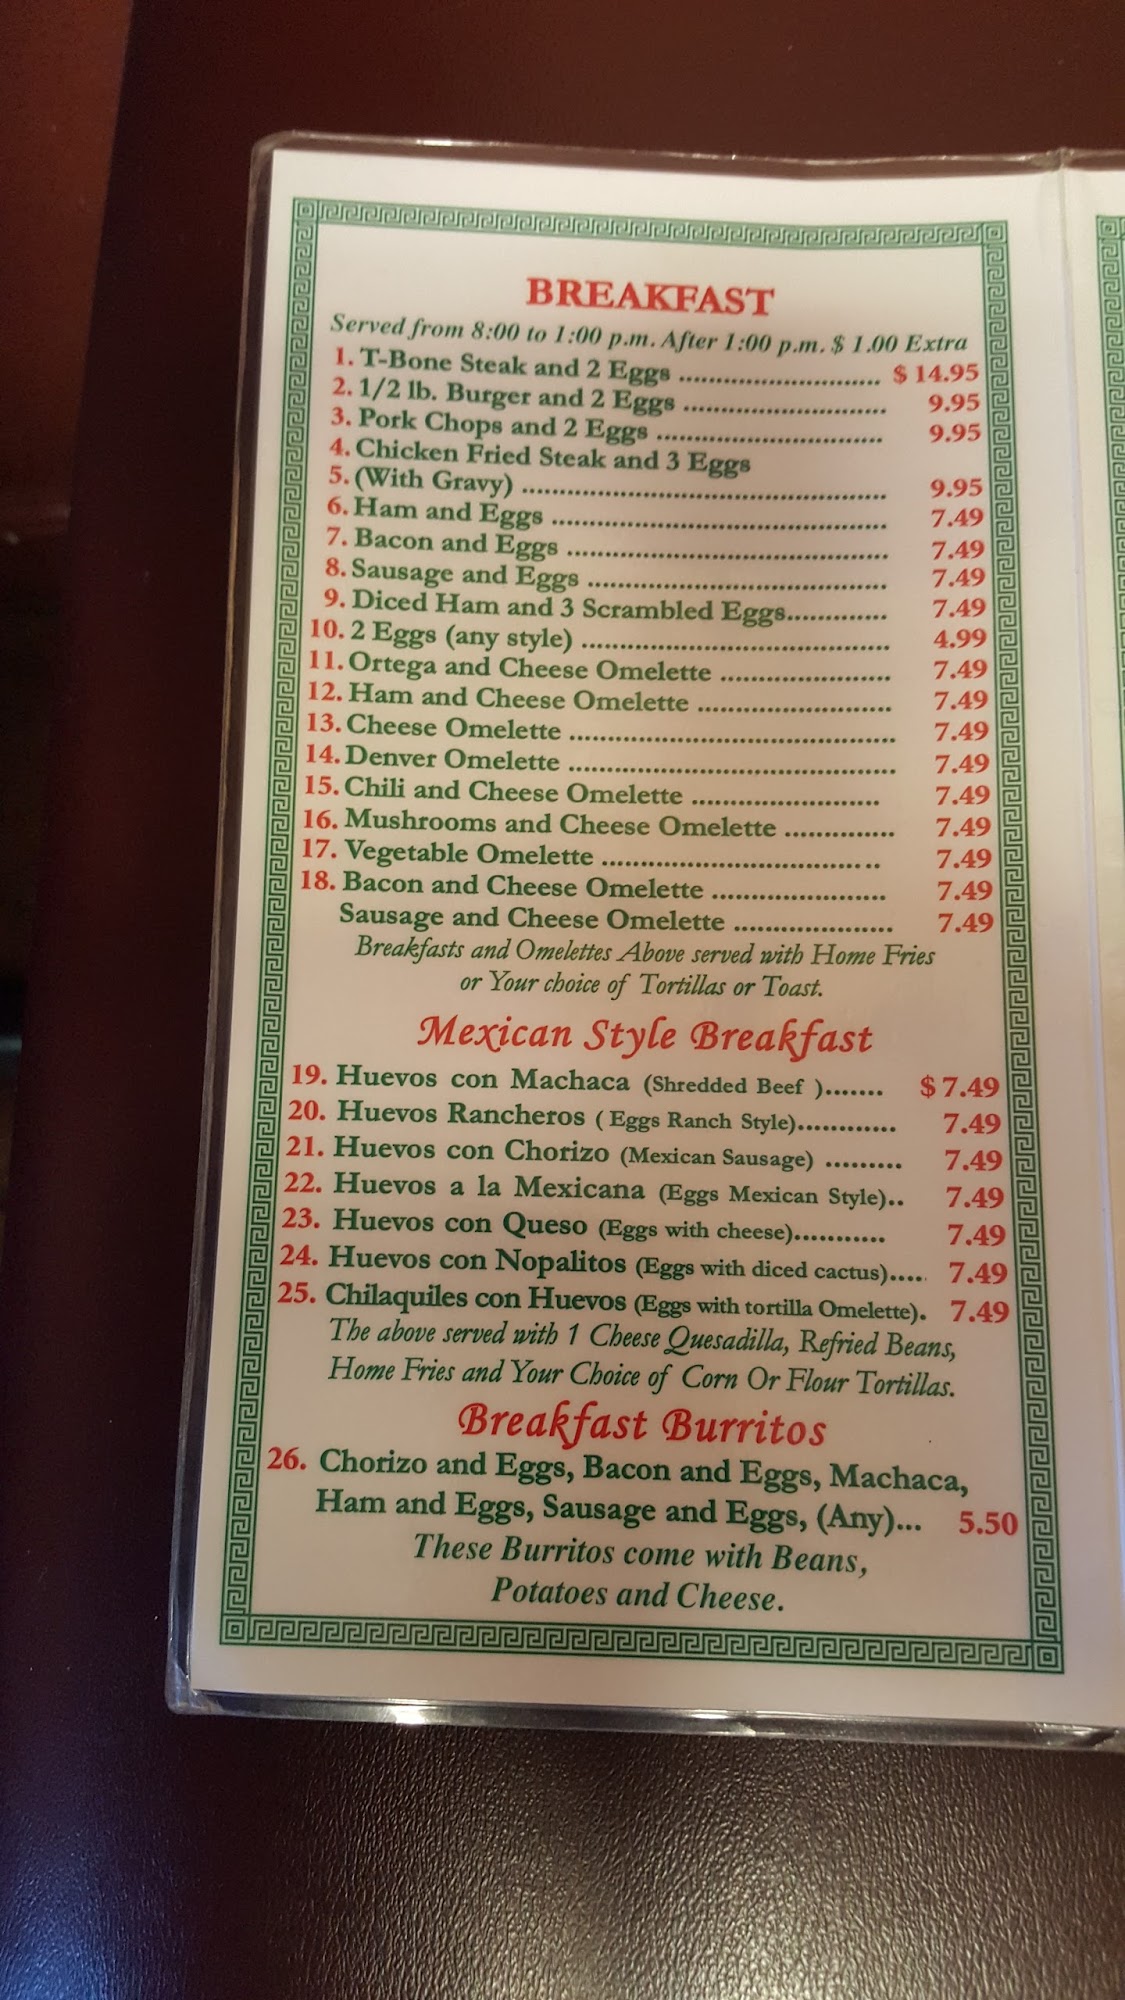 BREAKFAST
Served from 8:00 to 1:00 p.m. After 1:00 p.m. $ 1.00 Extra
1. T-Bone Steak and 2 Eggs ........................... $ 14.95
2. 1/2 lb. Burger and 2 Eggs ........................... 9.95
3. Pork Chops and 2 Eggs .............................. 9.95
4. Chicken Fried Steak and 3 Eggs
5. (With Gravy) ................................................ 9.95
6. Ham and Eggs ............................................ 7.49
7. Bacon and Eggs .......................................... 7.49
8. Sausage and Eggs ....................................... 7.49
9. Diced Ham and 3 Scrambled Eggs............. 7.49
10. 2 Eggs (any style) ........................................ 4.99
11. Ortega and Cheese Omelette ...................... 7.49
12. Ham and Cheese Omelette ......................... 7.49
13. Cheese Omelette .......................................... 7.49
14. Denver Omelette .......................................... 7.49
15. Chili and Cheese Omelette ........................ 7.49
16. Mushrooms and Cheese Omelette .............. 7.49
17. Vegetable Omelette .................................... 7.49
18. Bacon and Cheese Omelette ....................... 7.49
Sausage and Cheese Omelette ..................... 7.49
Breakfasts and Omelettes Above served with Home Fries
or Your choice of Tortillas or Toast.
Mexican Style Breakfast
19. Huevos con Machaca (Shredded Beef )....... $ 7.49
20. Huevos Rancheros ( Eggs Ranch Style)............ 7.49
21. Huevos con Chorizo (Mexican Sausage) ......... 7.49
22. Huevos a la Mexicana (Eggs Mexican Style).. 7.49
23. Huevos con Queso (Eggs with cheese)........... 7.49
24. Huevos con Nopalitos (Eggs with diced cactus)..... 7.49
25. Chilaquiles con Huevos (Eggs with tortilla Omelette). 7.49
The above served with 1 Cheese Quesadilla, Refried Beans,
Home Fries and Your Choice of Corn Or Flour Tortillas.
Breakfast Burritos
26. Chorizo and Eggs, Bacon and Eggs, Machaca,
Ham and Eggs, Sausage and Eggs, (Any)... 5.50
These Burritos come with Beans,
Potatoes and Cheese.